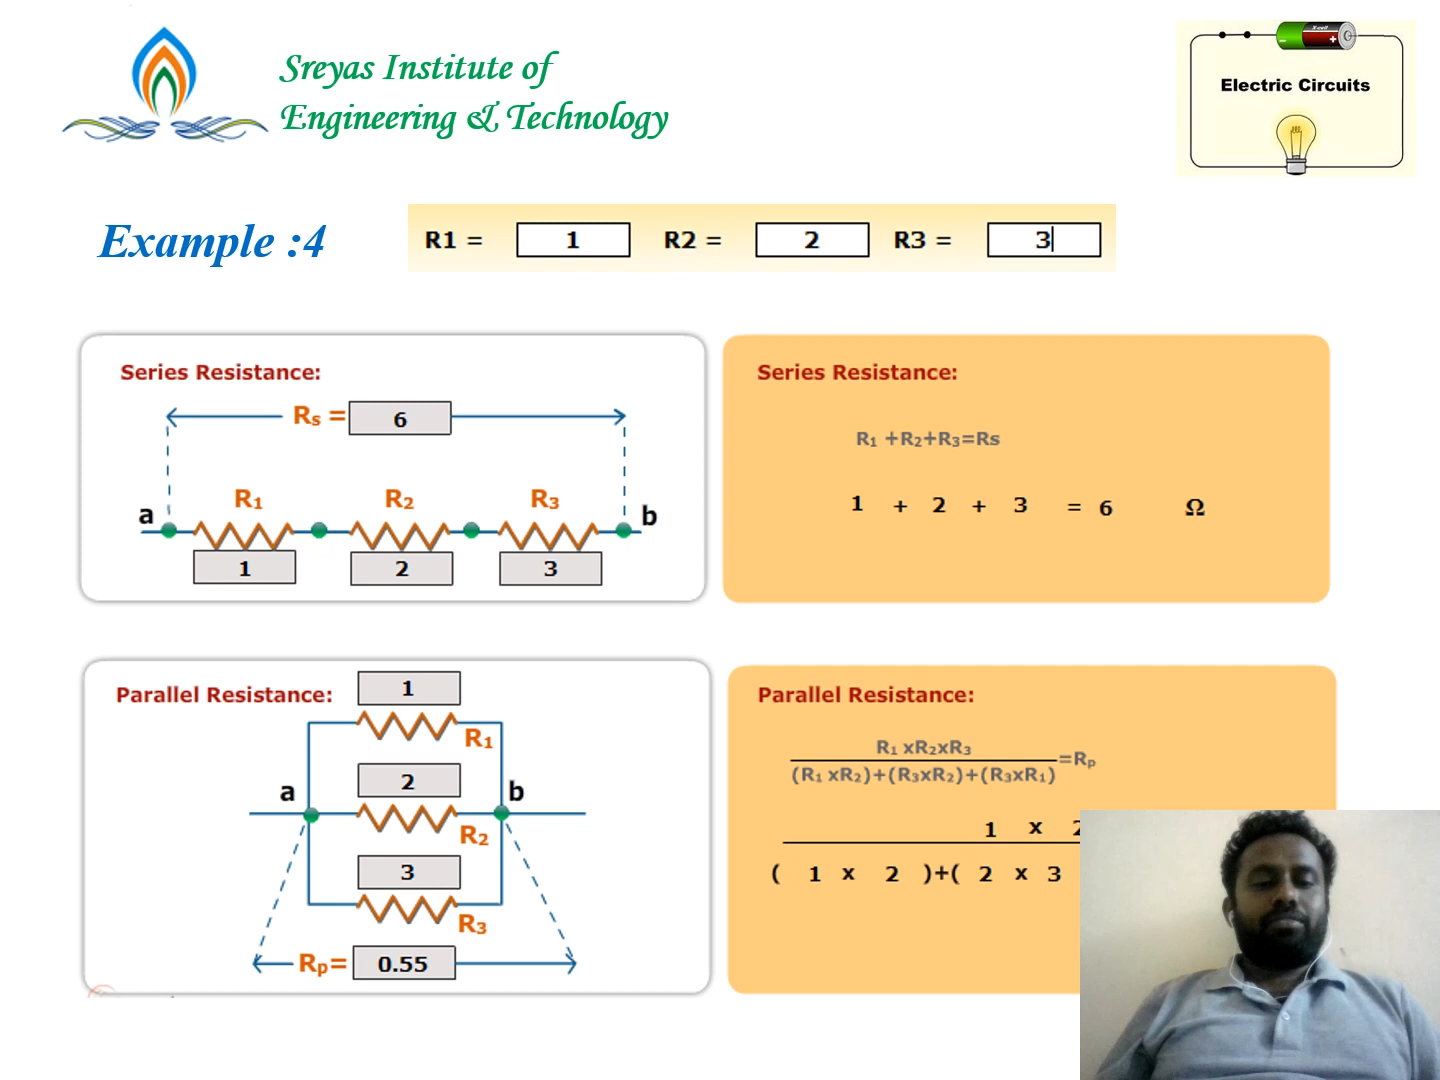 Sreyas Institute of
Engineering & Technology
X-cell
- +
Electric Circuits
Example :4
R1 = 1 R2 = 2 R3 = 3
Series Resistance:
Rs = 6
R1 R2 R3
a b
1 2 3
Series Resistance:
R1 +R2+R3=Rs
1 + 2 + 3 = 6 Ω
Parallel Resistance:
1
R1
2
a b
R2
3
R3
Rp= 0.55
Parallel Resistance:
R1 xR2xR3
(R1 xR2)+(R3xR2)+(R3xR1) =Rp
1 x 2
( 1 x 2 )+( 2 x 3